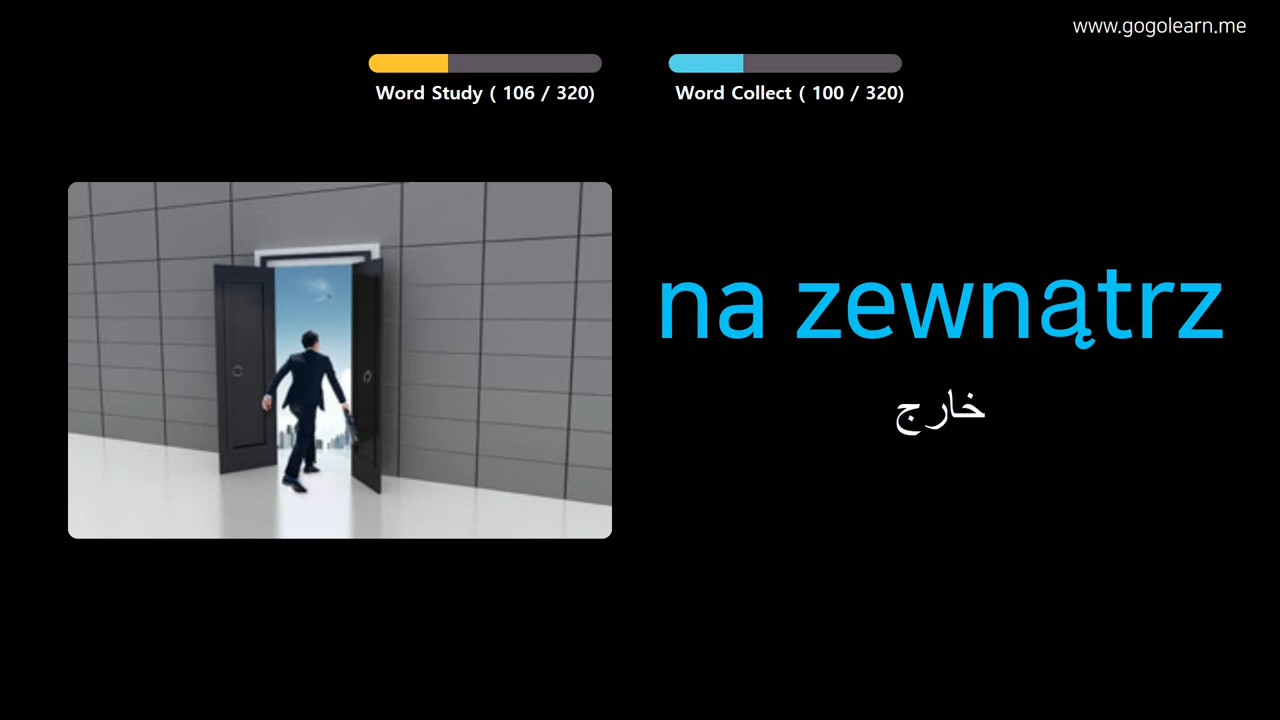 www.gogolearn.me
Word Study ( 106 / 320)
Word Collect ( 100 / 320)
na zewnątrz
خارج